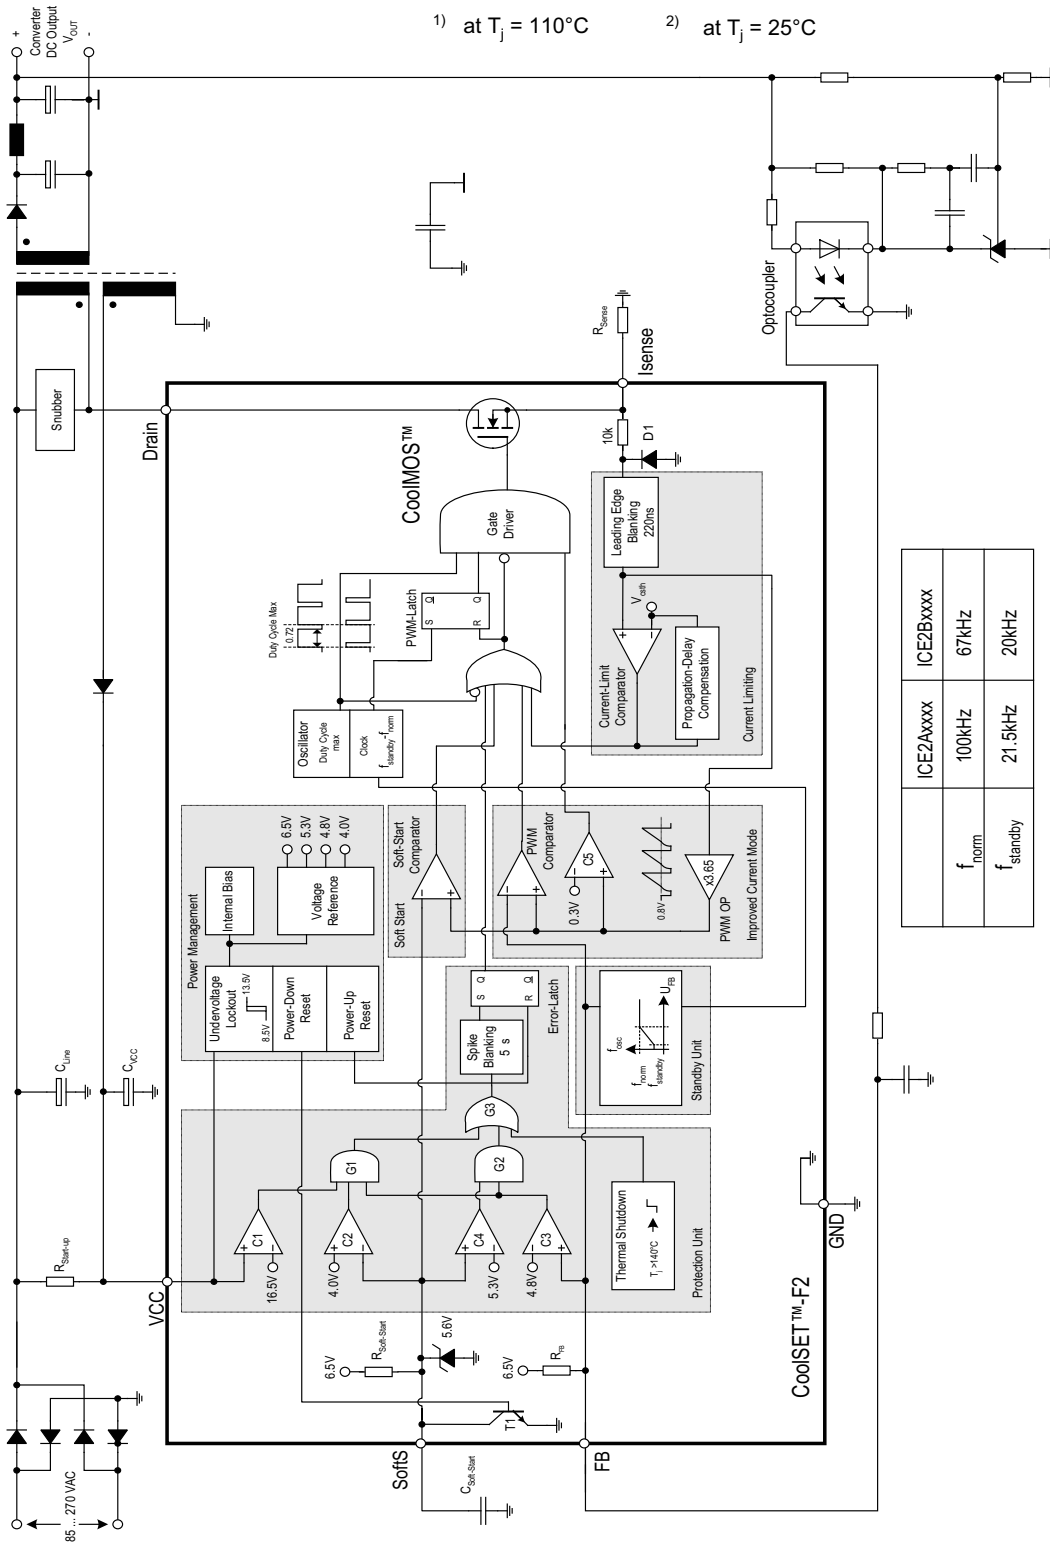 1) at Tj = 110°C
2) at Tj = 25°C
+
Converter
DC Output
VOUT
-
Snubber
Optocoupler
RSense
Isense
Drain
CoolMOS™
10k
D1
Gate
Driver
Leading Edge
Blanking
220ns
Vcsth
+
-
Current-Limit
Comparator
Propagation-Delay
Compensation
Current Limiting
Duty Cycle Max
0.72
PWM-Latch
S
Q
R
Q
Oscillator
Duty Cycle
max
Clock
fstandby-fnorm
Power Management
Internal Bias
Voltage
Reference
6.5V
5.3V
4.8V
4.0V
Undervoltage
Lockout
13.5V
8.5V
Power-Down
Reset
Power-Up
Reset
Soft-Start
Comparator
-
+
Soft Start
PWM
Comparator
-
+
C5
-
+
0.3V
0.8V
x3.65
PWM OP
Improved Current Mode
Error-Latch
S
Q
R
Q
Spike
Blanking
5 s
fosc
fnorm
fstandby
UFB
Standby Unit
G3
G1
G2
C1
+
-
16.5V
C2
+
-
4.0V
C4
+
-
5.3V
C3
-
+
4.8V
Thermal Shutdown
Tj >140°C
Protection Unit
CLine
CVCC
RStart-up
VCC
6.5V
RSoft-Start
5.6V
6.5V
RFB
T1
SoftS
CSoft-Start
FB
GND
CoolSET™-F2
85 ... 270 VAC
ICE2Axxxx ICE2Bxxxx
fnorm 100kHz 67kHz
fstandby 21.5kHz 20kHz